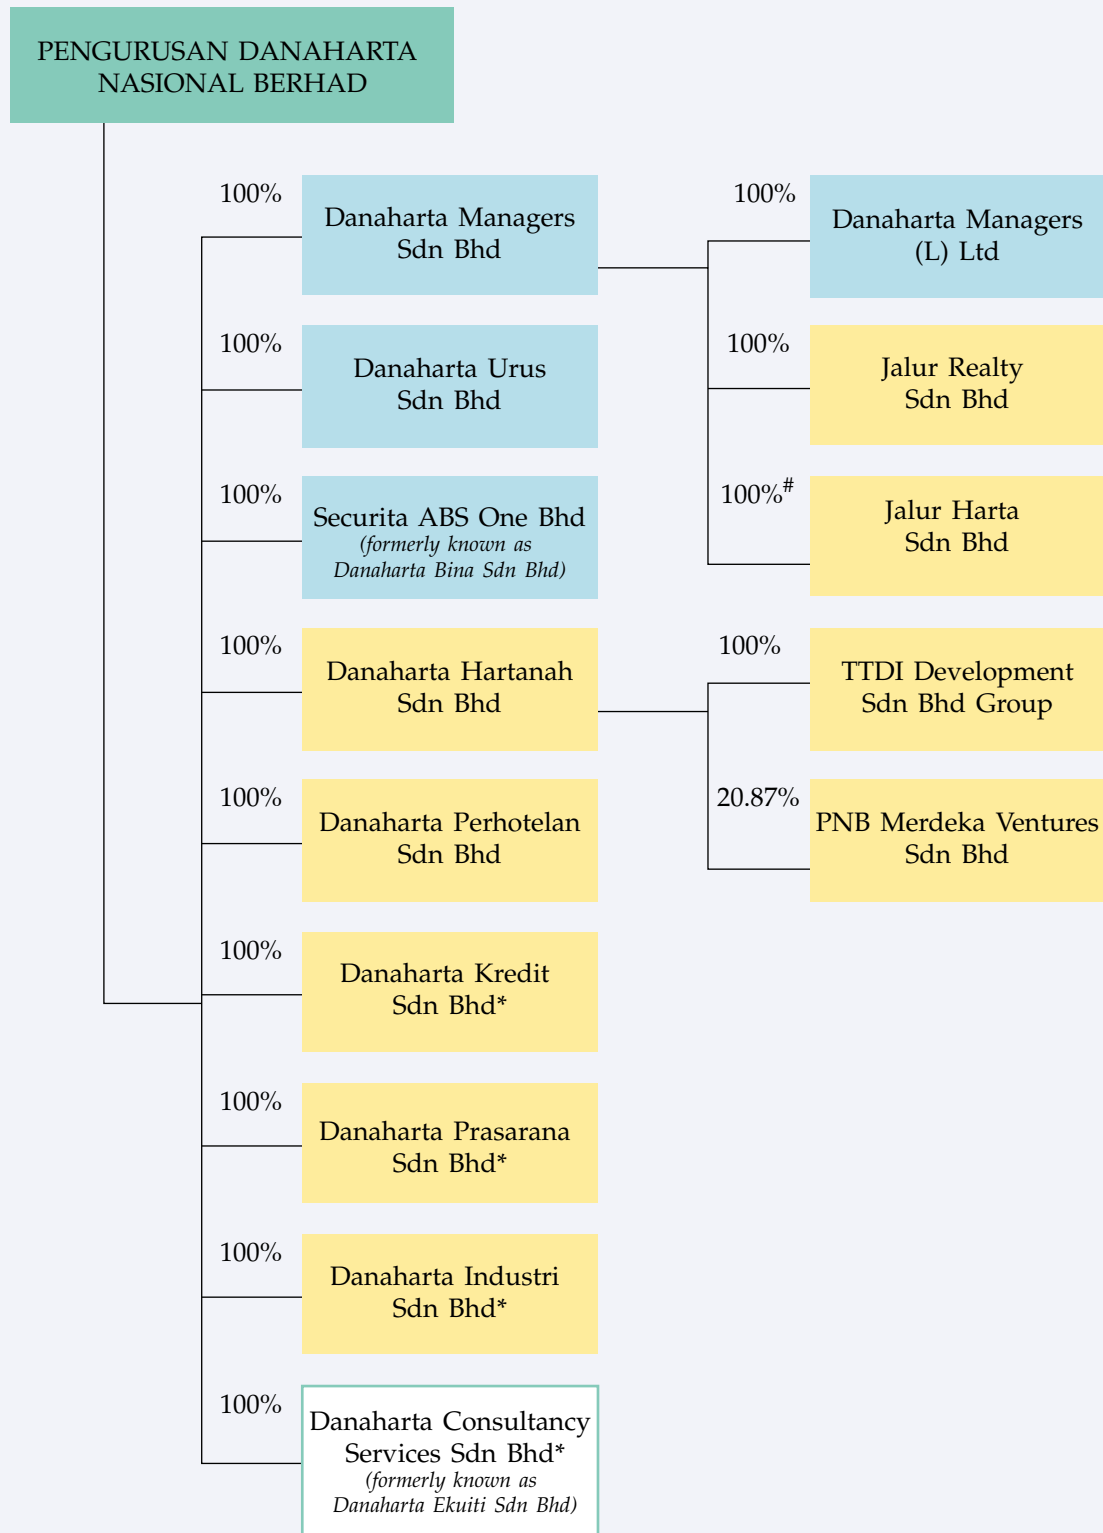 PENGURUSAN DANAHARTA
NASIONAL BERHAD
100%
Danaharta Managers
Sdn Bhd
100%
Danaharta Managers
(L) Ltd
100%
Danaharta Urus
Sdn Bhd
100%
Jalur Realty
Sdn Bhd
100%
Securita ABS One Bhd
(formerly known as
Danaharta Bina Sdn Bhd)
100%#
Jalur Harta
Sdn Bhd
100%
Danaharta Hartanah
Sdn Bhd
100%
TTDI Development
Sdn Bhd Group
100%
Danaharta Perhotelan
Sdn Bhd
20.87%
PNB Merdeka Ventures
Sdn Bhd
100%
Danaharta Kredit
Sdn Bhd*
100%
Danaharta Prasarana
Sdn Bhd*
100%
Danaharta Industri
Sdn Bhd*
100%
Danaharta Consultancy
Services Sdn Bhd*
(formerly known as
Danaharta Ekuiti Sdn Bhd)